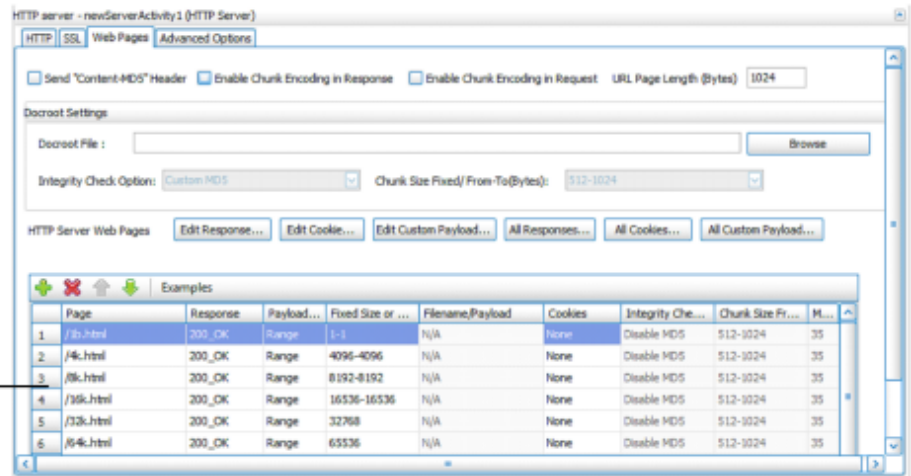 HTTP server - newServerActivity1 (HTTP Server)
HTTP SSL Web Pages Advanced Options
Send "Content-MD5" Header Enable Chunk Encoding in Response Enable Chunk Encoding in Request URL Page Length (Bytes) 1024
Docroot Settings
Docroot File : Browse
Integrity Check Option: Custom MD5 Chunk Size Fixed/ From-To(Bytes): 512-1024
HTTP Server Web Pages Edit Response... Edit Cookie... Edit Custom Payload... All Responses... All Cookies... All Custom Payload...
Examples
Page Response Payload... Fixed Size or ... Filename/Payload Cookies Integrity Che... Chunk Size Fr... M...
1 /1b.html 200_OK Range 1-1 N/A None Disable MD5 512-1024 35
2 /4k.html 200_OK Range 4096-4096 N/A None Disable MD5 512-1024 35
3 /8k.html 200_OK Range 8192-8192 N/A None Disable MD5 512-1024 35
4 /16k.html 200_OK Range 16536-16536 N/A None Disable MD5 512-1024 35
5 /32k.html 200_OK Range 32768 N/A None Disable MD5 512-1024 35
6 /64k.html 200_OK Range 65536 N/A None Disable MD5 512-1024 35